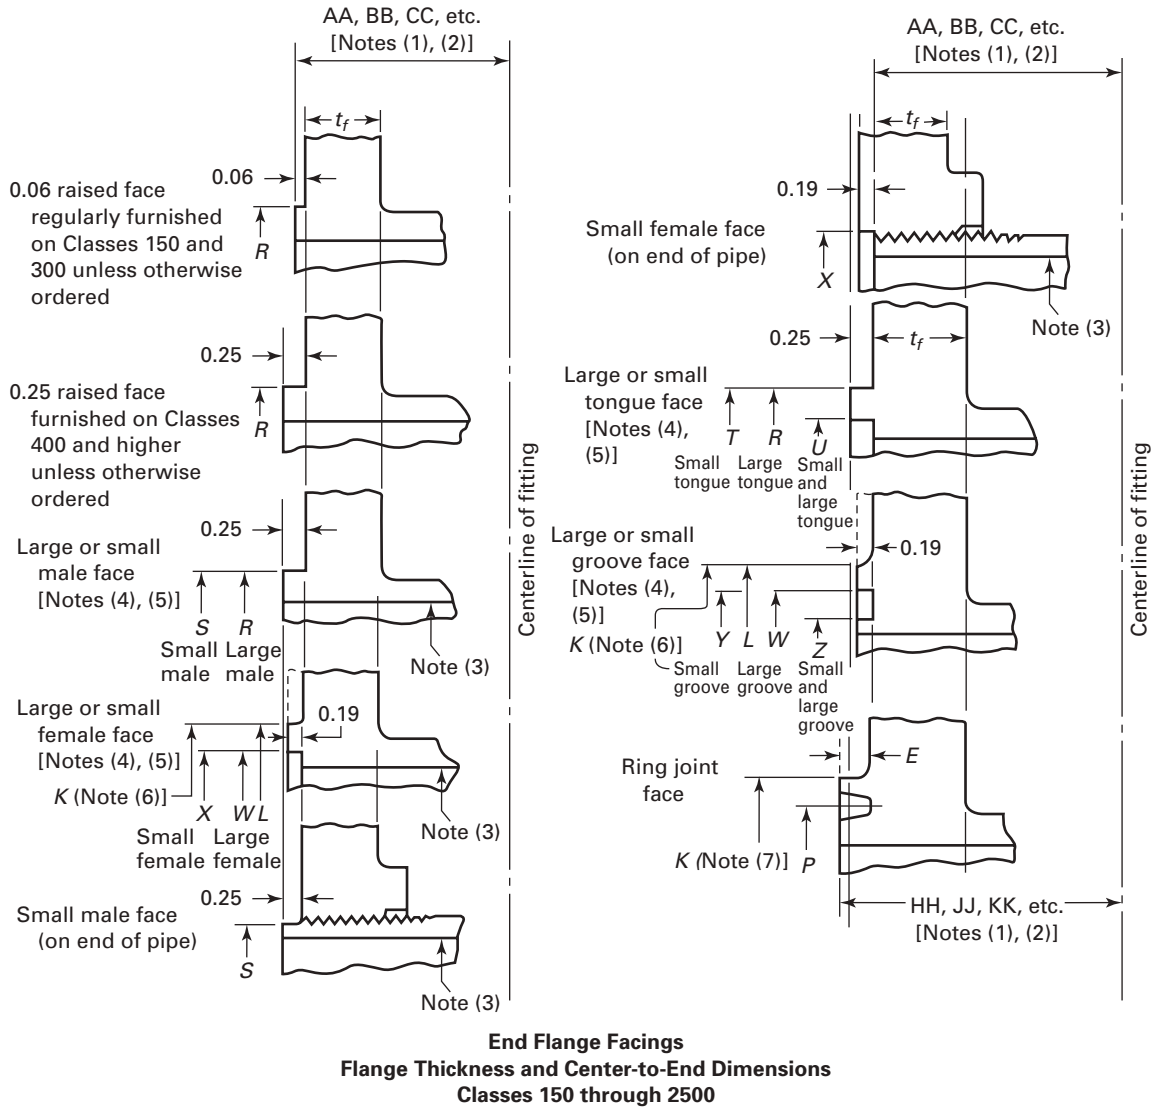 AA, BB, CC, etc.
[Notes (1), (2)]
t_f
0.06
0.06 raised face
regularly furnished
on Classes 150 and
300 unless otherwise
ordered
R
0.25
0.25 raised face
furnished on Classes
400 and higher
unless otherwise
ordered
R
Centerline of fitting
0.25
Large or small
male face
[Notes (4), (5)]
S R
Small Large
male male
Note (3)
Large or small
female face
[Notes (4), (5)]
0.19
K (Note (6)]
X W L
Small Large
female female
Note (3)
0.25
Small male face
(on end of pipe)
S
Note (3)
AA, BB, CC, etc.
[Notes (1), (2)]
t_f
0.19
Small female face
(on end of pipe)
X
Note (3)
0.25
t_f
Large or small
tongue face
[Notes (4),
(5)]
T R U
Small Large Small
tongue tongue and
large
tongue
Centerline of fitting
Large or small
groove face
[Notes (4),
(5)]
0.19
K (Note (6)]
Y L W Z
Small Large Small
groove groove and
large
groove
Ring joint
face
E
K (Note (7)]
P
HH, JJ, KK, etc.
[Notes (1), (2)]
End Flange Facings
Flange Thickness and Center-to-End Dimensions
Classes 150 through 2500